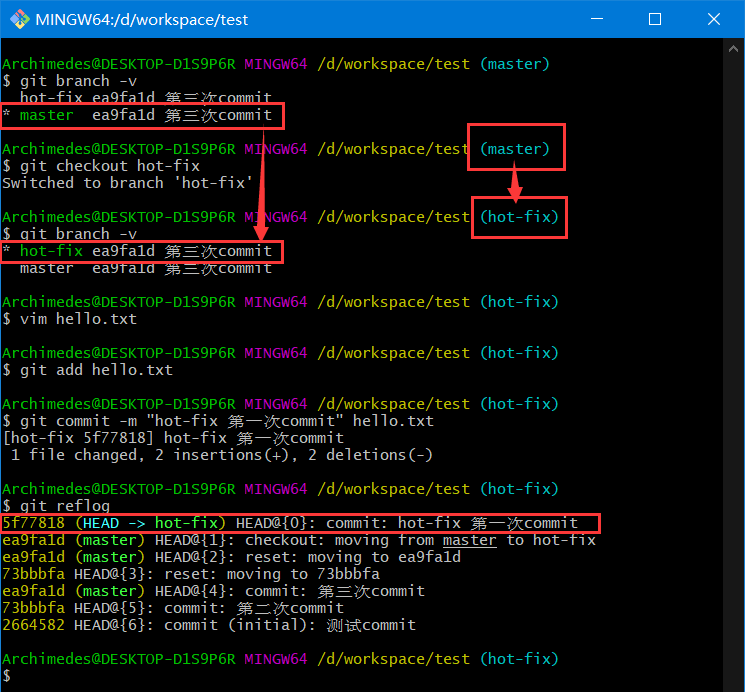 MINGW64:/d/workspace/test
Archimedes@DESKTOP-D1S9P6R MINGW64 /d/workspace/test (master)
$ git branch -v
  hot-fix ea9fa1d 第三次commit
* master  ea9fa1d 第三次commit
Archimedes@DESKTOP-D1S9P6R MINGW64 /d/workspace/test (master)
$ git checkout hot-fix
Switched to branch 'hot-fix'
Archimedes@DESKTOP-D1S9P6R MINGW64 /d/workspace/test (hot-fix)
$ git branch -v
* hot-fix ea9fa1d 第三次commit
  master  ea9fa1d 第三次commit
Archimedes@DESKTOP-D1S9P6R MINGW64 /d/workspace/test (hot-fix)
$ vim hello.txt
Archimedes@DESKTOP-D1S9P6R MINGW64 /d/workspace/test (hot-fix)
$ git add hello.txt
Archimedes@DESKTOP-D1S9P6R MINGW64 /d/workspace/test (hot-fix)
$ git commit -m "hot-fix 第一次commit" hello.txt
[hot-fix 5f77818] hot-fix 第一次commit
 1 file changed, 2 insertions(+), 2 deletions(-)
Archimedes@DESKTOP-D1S9P6R MINGW64 /d/workspace/test (hot-fix)
$ git reflog
5f77818 (HEAD -> hot-fix) HEAD@{0}: commit: hot-fix 第一次commit
ea9fa1d (master) HEAD@{1}: checkout: moving from master to hot-fix
ea9fa1d (master) HEAD@{2}: reset: moving to ea9fa1d
73bbbfa HEAD@{3}: reset: moving to 73bbbfa
ea9fa1d (master) HEAD@{4}: commit: 第三次commit
73bbbfa HEAD@{5}: commit: 第二次commit
2664582 HEAD@{6}: commit (initial): 测试commit
Archimedes@DESKTOP-D1S9P6R MINGW64 /d/workspace/test (hot-fix)
$